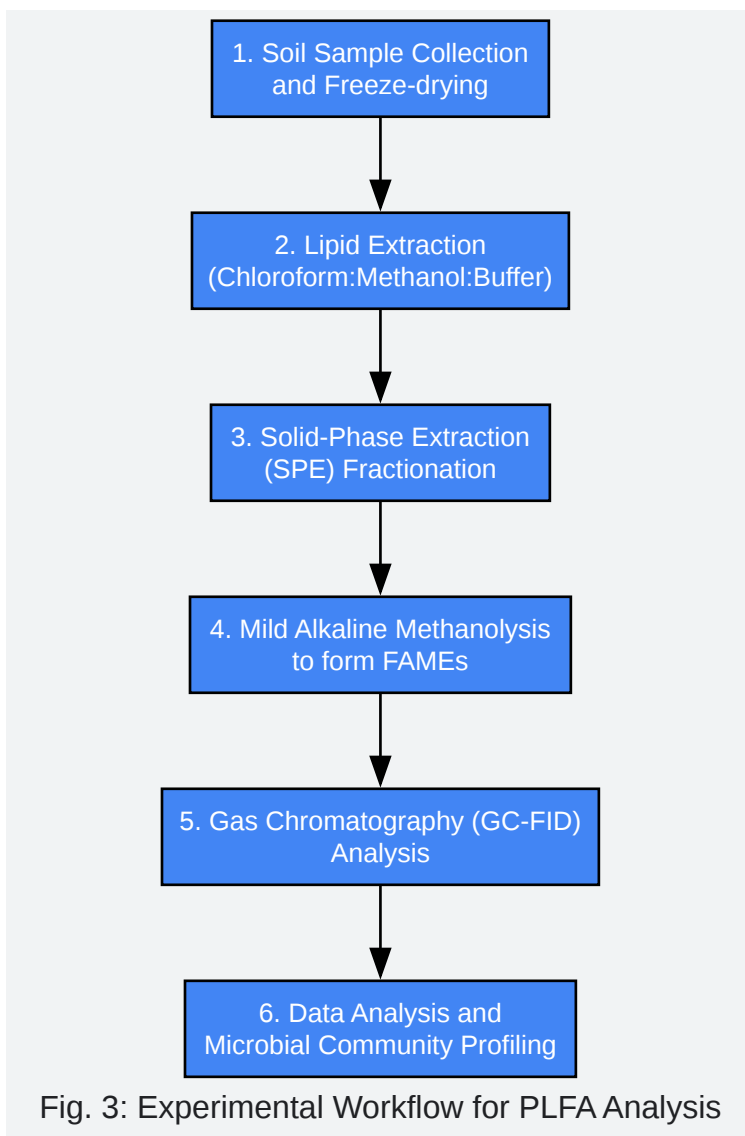 1. Soil Sample Collection
and Freeze-drying
2. Lipid Extraction
(Chloroform:Methanol:Buffer)
3. Solid-Phase Extraction
(SPE) Fractionation
4. Mild Alkaline Methanolysis
to form FAMEs
5. Gas Chromatography (GC-FID)
Analysis
6. Data Analysis and
Microbial Community Profiling
Fig. 3: Experimental Workflow for PLFA Analysis